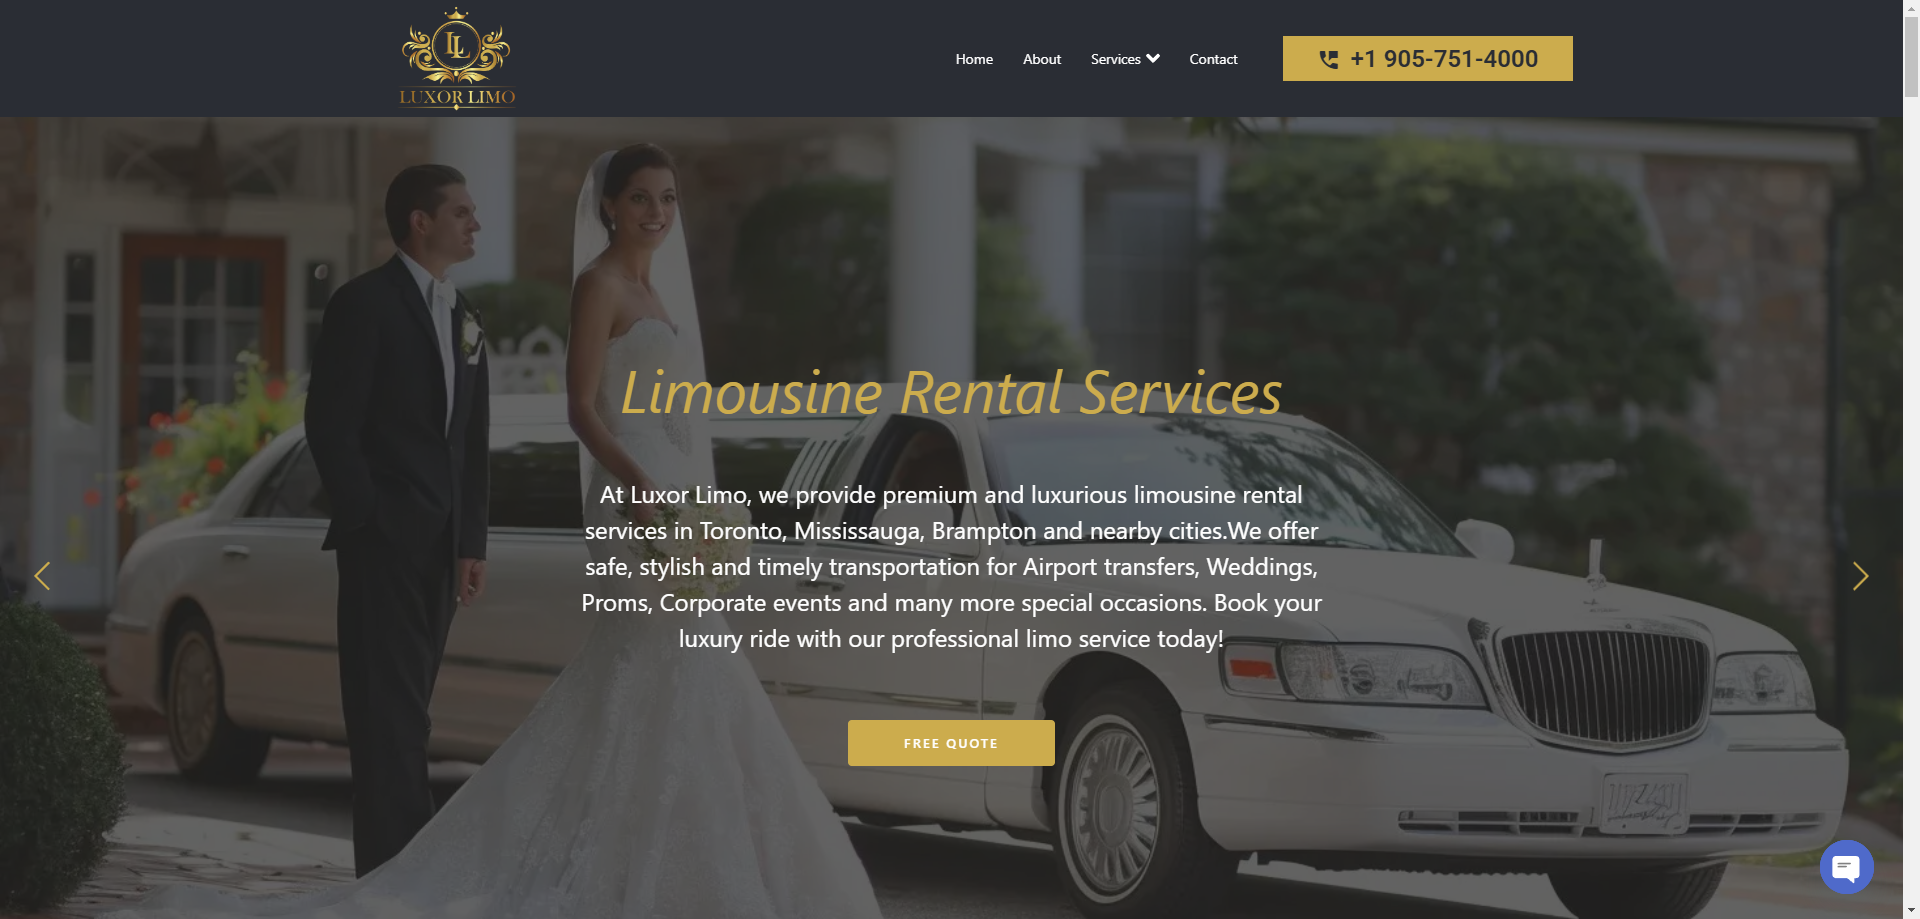 LL
LUXOR LIMO
Home About Services Contact
+1 905-751-4000
Limousine Rental Services
At Luxor Limo, we provide premium and luxurious limousine rental
services in Toronto, Mississauga, Brampton and nearby cities.We offer
safe, stylish and timely transportation for Airport transfers, Weddings,
Proms, Corporate events and many more special occasions. Book your
luxury ride with our professional limo service today!
FREE QUOTE